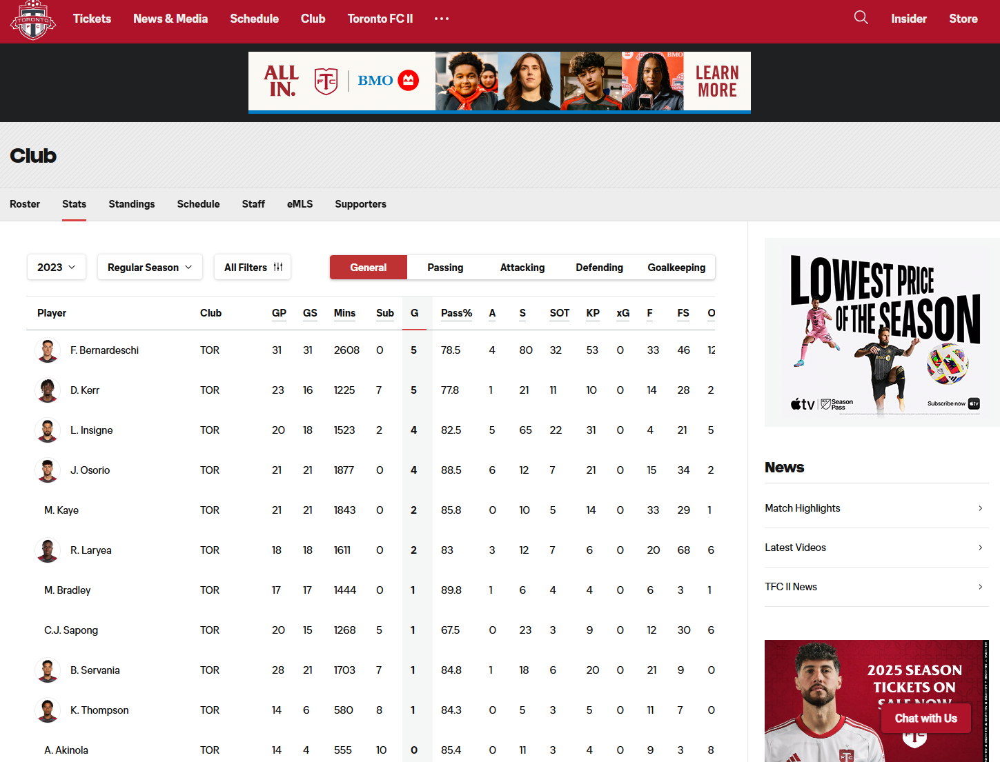 TORONTO
FC
Tickets News & Media Schedule Club Toronto FC II ··· Insider Store
ALL IN. TFC BMO LEARN MORE
Club
Roster Stats Standings Schedule Staff eMLS Supporters
2023 Regular Season All Filters General Passing Attacking Defending Goalkeeping
Player Club GP GS Mins Sub G Pass% A S SOT KP xG F FS O
F. Bernardeschi TOR 31 31 2608 0 5 78.5 4 80 32 53 0 33 46 12
D. Kerr TOR 23 16 1225 7 5 77.8 1 21 11 10 0 14 28 2
L. Insigne TOR 20 18 1523 2 4 82.5 5 65 22 31 0 4 21 5
J. Osorio TOR 21 21 1877 0 4 88.5 6 12 7 21 0 15 34 2
M. Kaye TOR 21 21 1843 0 2 85.8 0 10 5 14 0 33 29 1
R. Laryea TOR 18 18 1611 0 2 83 3 12 7 6 0 20 68 6
M. Bradley TOR 17 17 1444 0 1 89.8 1 6 4 4 0 6 3 1
C.J. Sapong TOR 20 15 1268 5 1 67.5 0 23 3 9 0 12 30 6
B. Servania TOR 28 21 1703 7 1 84.8 1 18 6 20 0 21 9 0
K. Thompson TOR 14 6 580 8 1 84.3 0 5 3 5 0 11 7 0
A. Akinola TOR 14 4 555 10 0 85.4 0 11 3 4 0 9 3 8
LOWEST PRICE
OF THE SEASON
tv MLS Season Pass Subscribe now tv
News
Match Highlights
Latest Videos
TFC II News
2025 SEASON
TICKETS ON
SALE NOW
Chat with Us